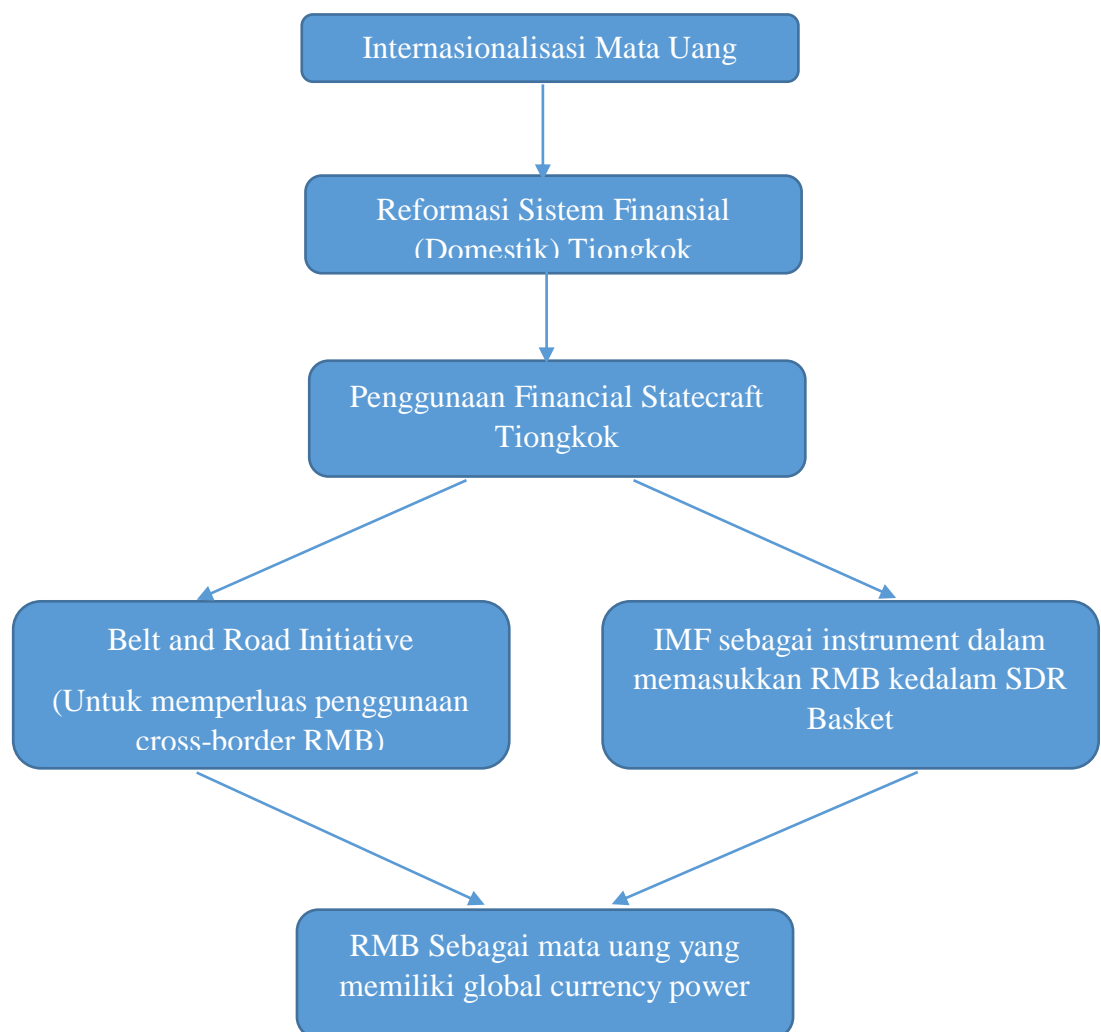 Internasionalisasi Mata Uang
Reformasi Sistem Finansial
(Domestik) Tiongkok
Penggunaan Financial Statecraft
Tiongkok
Belt and Road Initiative
(Untuk memperluas penggunaan
cross-border RMB)
IMF sebagai instrument dalam
memasukkan RMB kedalam SDR
Basket
RMB Sebagai mata uang yang
memiliki global currency power